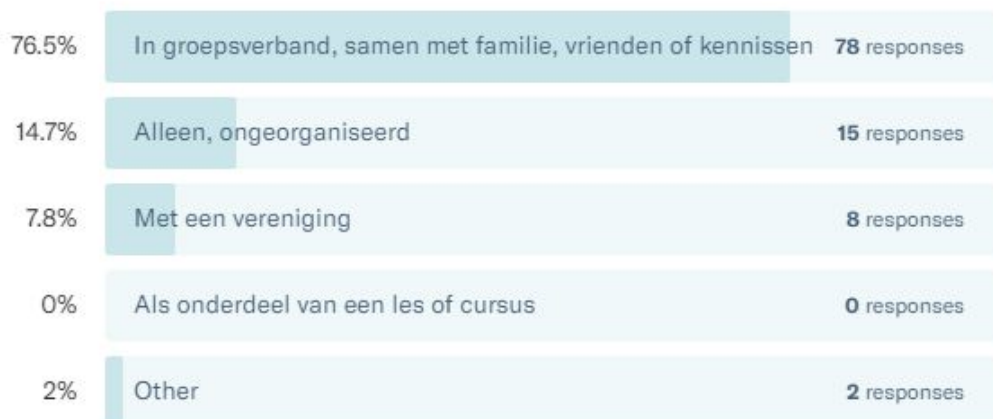 76.5% In groepsverband, samen met familie, vrienden of kennissen 78 responses
14.7% Alleen, ongeorganiseerd 15 responses
7.8% Met een vereniging 8 responses
0% Als onderdeel van een les of cursus 0 responses
2% Other 2 responses